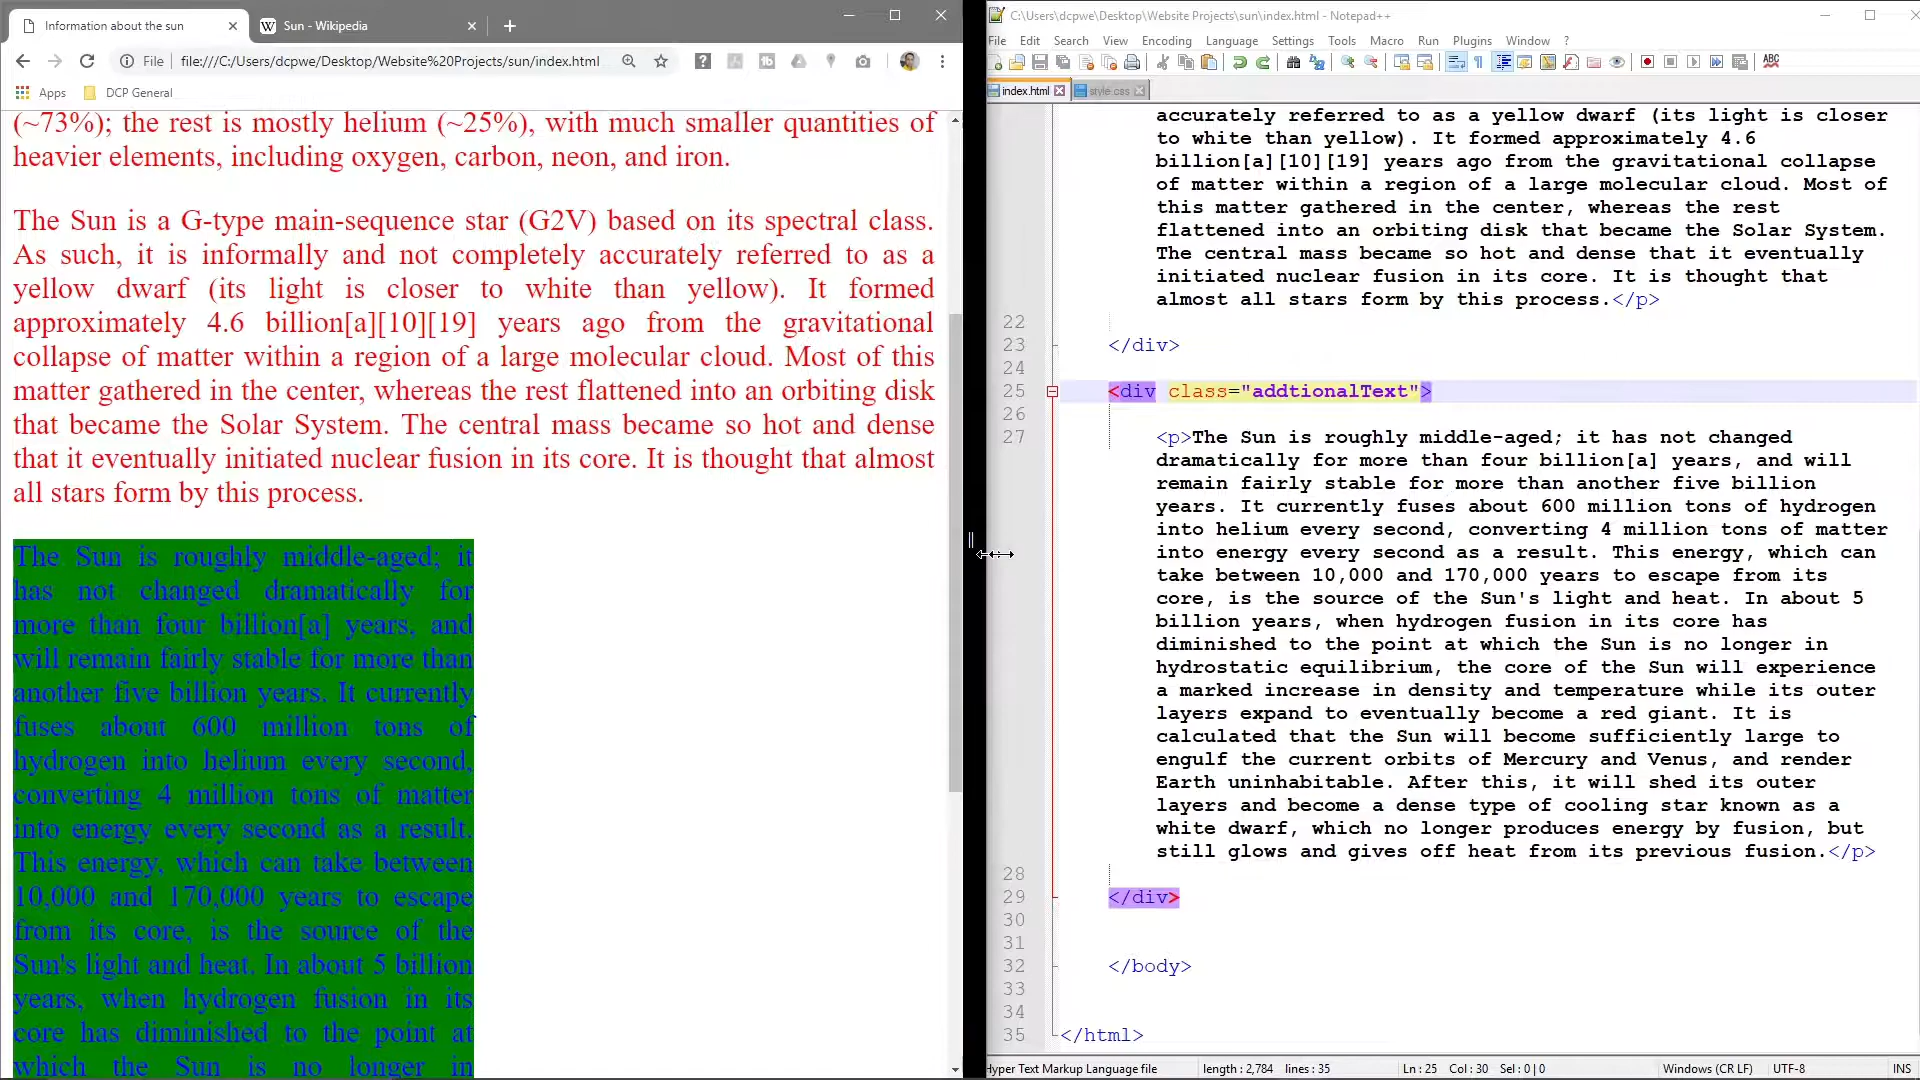 Information about the sun
Sun - Wikipedia
File file:///C:/Users/dcpwe/Desktop/Website%20Projects/sun/index.html
Apps DCP General
(~73%); the rest is mostly helium (~25%), with much smaller quantities of
heavier elements, including oxygen, carbon, neon, and iron.
The Sun is a G-type main-sequence star (G2V) based on its spectral class.
As such, it is informally and not completely accurately referred to as a
yellow dwarf (its light is closer to white than yellow). It formed
approximately 4.6 billion[a][10][19] years ago from the gravitational
collapse of matter within a region of a large molecular cloud. Most of this
matter gathered in the center, whereas the rest flattened into an orbiting disk
that became the Solar System. The central mass became so hot and dense
that it eventually initiated nuclear fusion in its core. It is thought that almost
all stars form by this process.
The Sun is roughly middle-aged; it
has not changed dramatically for
more than four billion[a] years, and
will remain fairly stable for more than
another five billion years. It currently
fuses about 600 million tons of
hydrogen into helium every second,
converting 4 million tons of matter
into energy every second as a result.
This energy, which can take between
10,000 and 170,000 years to escape
from its core, is the source of the
Sun's light and heat. In about 5 billion
years, when hydrogen fusion in its
core has diminished to the point at
which the Sun is no longer in
C:\Users\dcpwe\Desktop\Website Projects\sun\index.html - Notepad++
File Edit Search View Encoding Language Settings Tools Macro Run Plugins Window ?
ABC
index.html style.css
accurately referred to as a yellow dwarf (its light is closer
to white than yellow). It formed approximately 4.6
billion[a][10][19] years ago from the gravitational collapse
of matter within a region of a large molecular cloud. Most of
this matter gathered in the center, whereas the rest
flattened into an orbiting disk that became the Solar System.
The central mass became so hot and dense that it eventually
initiated nuclear fusion in its core. It is thought that
almost all stars form by this process.</p>
22
23 </div>
24
25 <div class="addtionalText">
26
27 <p>The Sun is roughly middle-aged; it has not changed
dramatically for more than four billion[a] years, and will
remain fairly stable for more than another five billion
years. It currently fuses about 600 million tons of hydrogen
into helium every second, converting 4 million tons of matter
into energy every second as a result. This energy, which can
take between 10,000 and 170,000 years to escape from its
core, is the source of the Sun's light and heat. In about 5
billion years, when hydrogen fusion in its core has
diminished to the point at which the Sun is no longer in
hydrostatic equilibrium, the core of the Sun will experience
a marked increase in density and temperature while its outer
layers expand to eventually become a red giant. It is
calculated that the Sun will become sufficiently large to
engulf the current orbits of Mercury and Venus, and render
Earth uninhabitable. After this, it will shed its outer
layers and become a dense type of cooling star known as a
white dwarf, which no longer produces energy by fusion, but
still glows and gives off heat from its previous fusion.</p>
28
29 </div>
30
31
32 </body>
33
34
35 </html>
Hyper Text Markup Language file length : 2,784 lines : 35 Ln : 25 Col : 30 Sel : 0 | 0 Windows (CR LF) UTF-8 INS